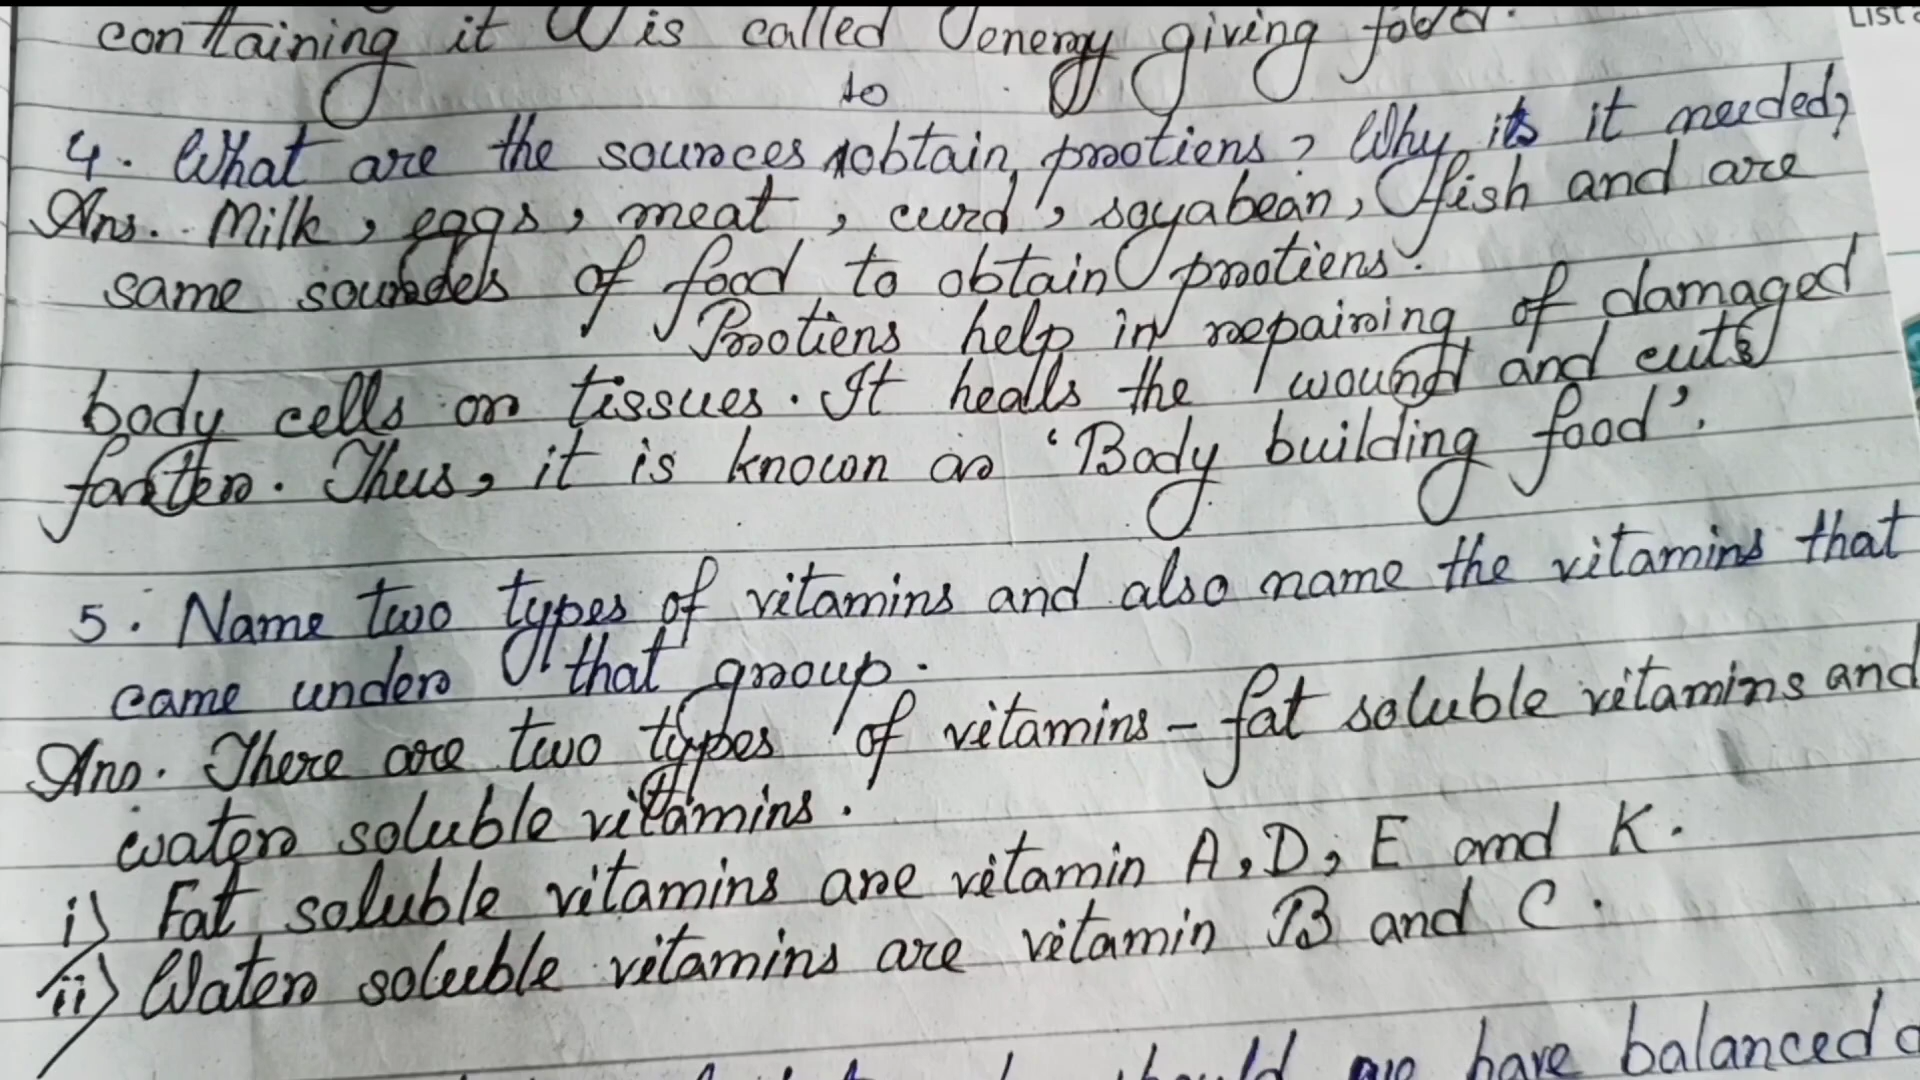 containing it is called energy giving food.
List
to
4. What are the sources obtain protiens, Why is it needed,
Ans. Milk, eggs, meat, curd, soyabean, fish and are
same of food to obtain protiens.
Protiens help in repairing of damaged
body cells or tissues. It healls the wound and cuts
faster. Thus, it is known as 'Body building food'.
5. Name two types of vitamins and also name the vitamins that
came under that group.
Ans. There are two types of vitamins - fat soluble vitamins and
water soluble vitamins.
i) Fat soluble vitamins are vitamin A, D, E and K.
ii) Water soluble vitamins are vitamin B and C.
have balanced